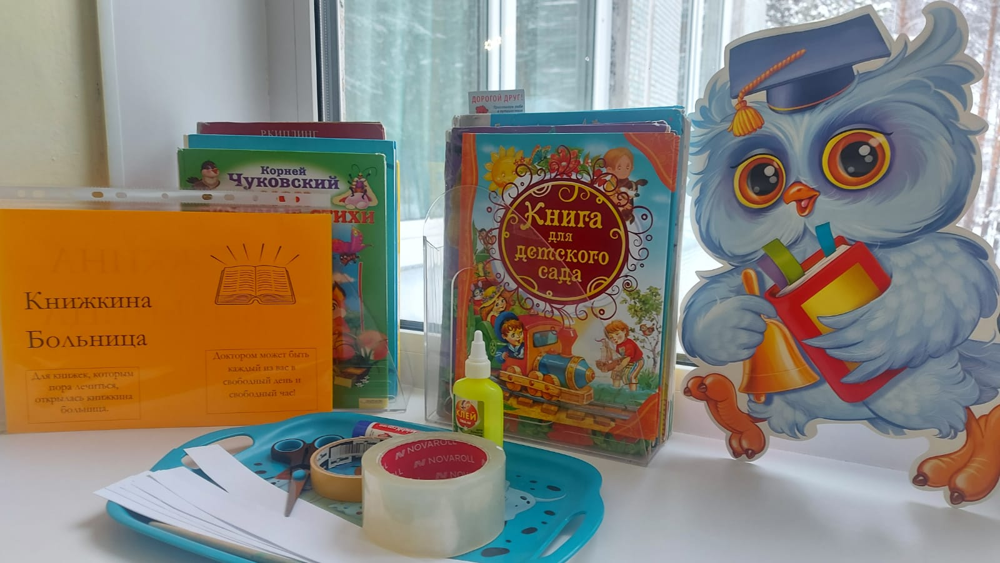 ДОРОГОЙ ДРУГ!
Р.КИПЛИНГ
Корней
Чуковский
СТИХИ
Книга
для
детского
сада
Книжкина
Больница
Для книжек, которым
пора лечиться,
открылась книжкина
больница.
Доктором может быть
каждый из вас в
свободный день и
свободный час!
КЛЕЙ
NOVAROLL
NOVAROLL